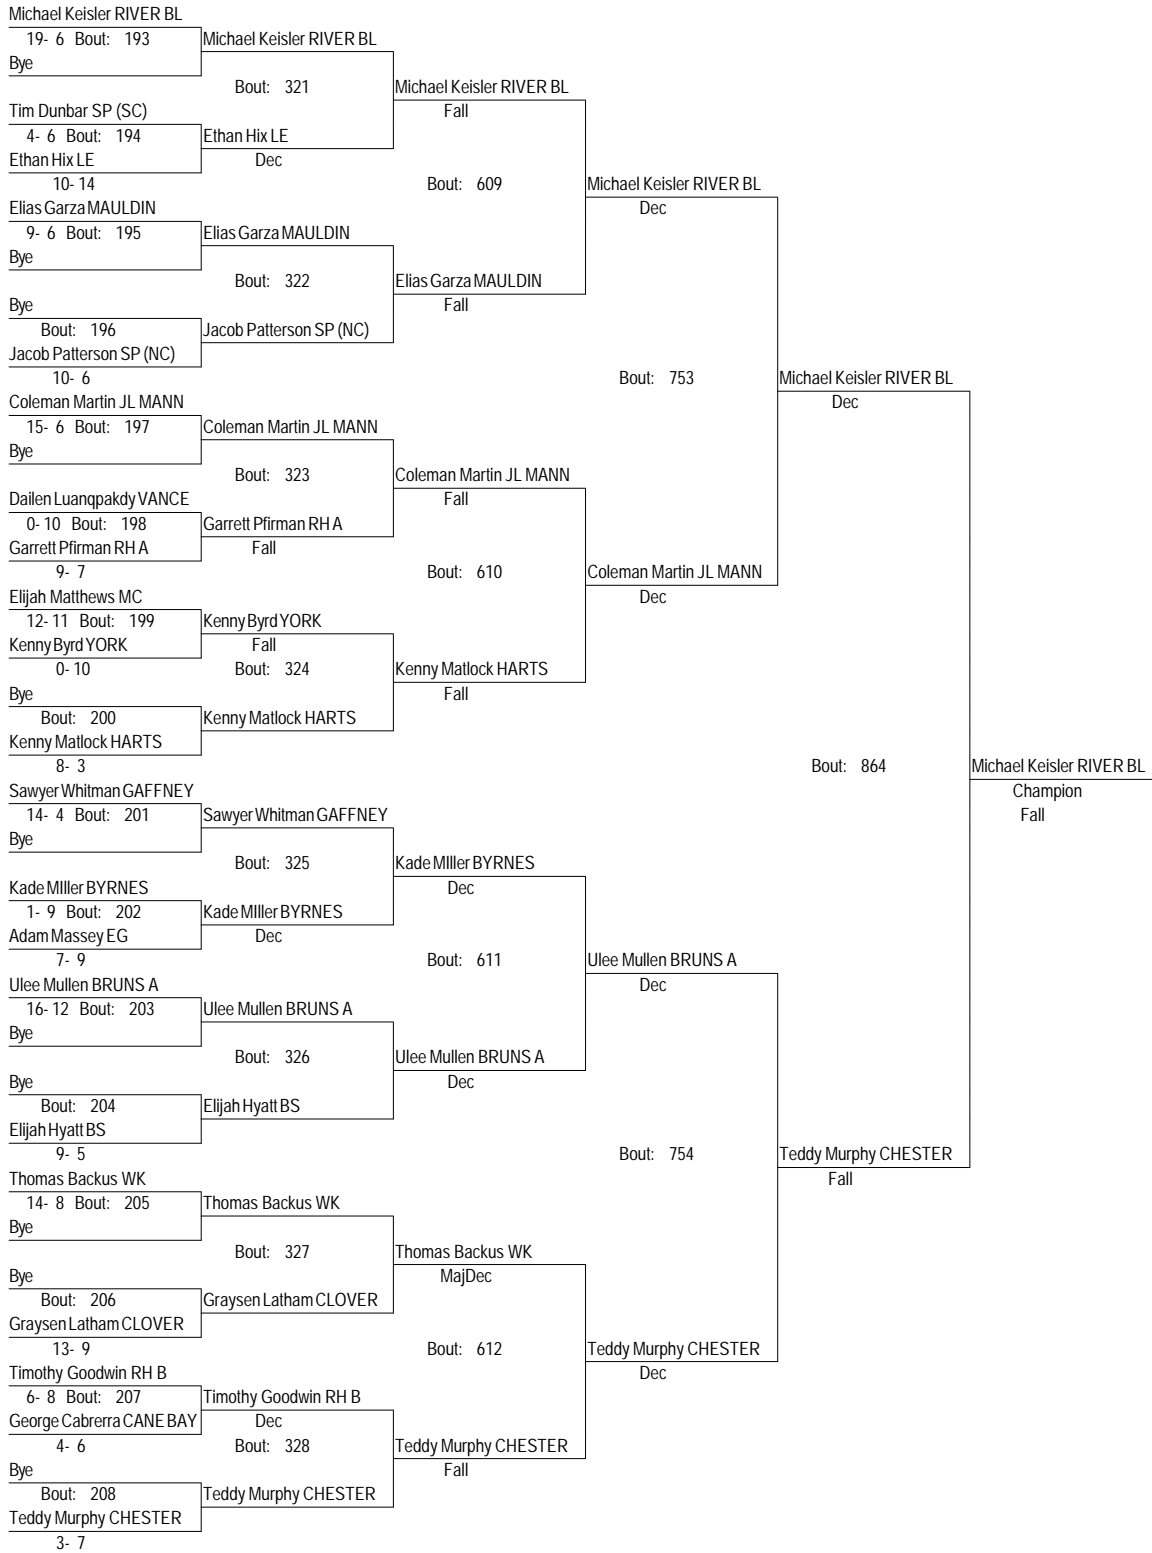 Michael Keisler RIVER BL
19- 6 Bout: 193
Michael Keisler RIVER BL
Bye
Bout: 321
Michael Keisler RIVER BL
Tim Dunbar SP (SC)
Fall
4- 6 Bout: 194
Ethan Hix LE
Ethan Hix LE
Dec
10- 14
Bout: 609
Michael Keisler RIVER BL
Elias Garza MAULDIN
Dec
9- 6 Bout: 195
Elias Garza MAULDIN
Bye
Bout: 322
Elias Garza MAULDIN
Bye
Fall
Bout: 196
Jacob Patterson SP (NC)
Jacob Patterson SP (NC)
10- 6
Bout: 753
Michael Keisler RIVER BL
Coleman Martin JL MANN
Dec
15- 6 Bout: 197
Coleman Martin JL MANN
Bye
Bout: 323
Coleman Martin JL MANN
Dailen Luanqpakdy VANCE
Fall
0- 10 Bout: 198
Garrett Pfirman RH A
Garrett Pfirman RH A
Fall
9- 7
Bout: 610
Coleman Martin JL MANN
Elijah Matthews MC
Dec
12- 11 Bout: 199
Kenny Byrd YORK
Kenny Byrd YORK
Fall
0- 10
Bout: 324
Kenny Matlock HARTS
Bye
Fall
Bout: 200
Kenny Matlock HARTS
Kenny Matlock HARTS
8- 3
Bout: 864
Michael Keisler RIVER BL
Sawyer Whitman GAFFNEY
Champion
14- 4 Bout: 201
Sawyer Whitman GAFFNEY
Fall
Bye
Bout: 325
Kade MIller BYRNES
Kade MIller BYRNES
Dec
1- 9 Bout: 202
Kade MIller BYRNES
Adam Massey EG
Dec
7- 9
Bout: 611
Ulee Mullen BRUNS A
Ulee Mullen BRUNS A
Dec
16- 12 Bout: 203
Ulee Mullen BRUNS A
Bye
Bout: 326
Ulee Mullen BRUNS A
Bye
Dec
Bout: 204
Elijah Hyatt BS
Elijah Hyatt BS
9- 5
Bout: 754
Teddy Murphy CHESTER
Thomas Backus WK
Fall
14- 8 Bout: 205
Thomas Backus WK
Bye
Bout: 327
Thomas Backus WK
Bye
MajDec
Bout: 206
Graysen Latham CLOVER
Graysen Latham CLOVER
13- 9
Bout: 612
Teddy Murphy CHESTER
Timothy Goodwin RH B
Dec
6- 8 Bout: 207
Timothy Goodwin RH B
George Cabrerra CANE BAY
Dec
4- 6
Bout: 328
Teddy Murphy CHESTER
Bye
Fall
Bout: 208
Teddy Murphy CHESTER
Teddy Murphy CHESTER
3- 7